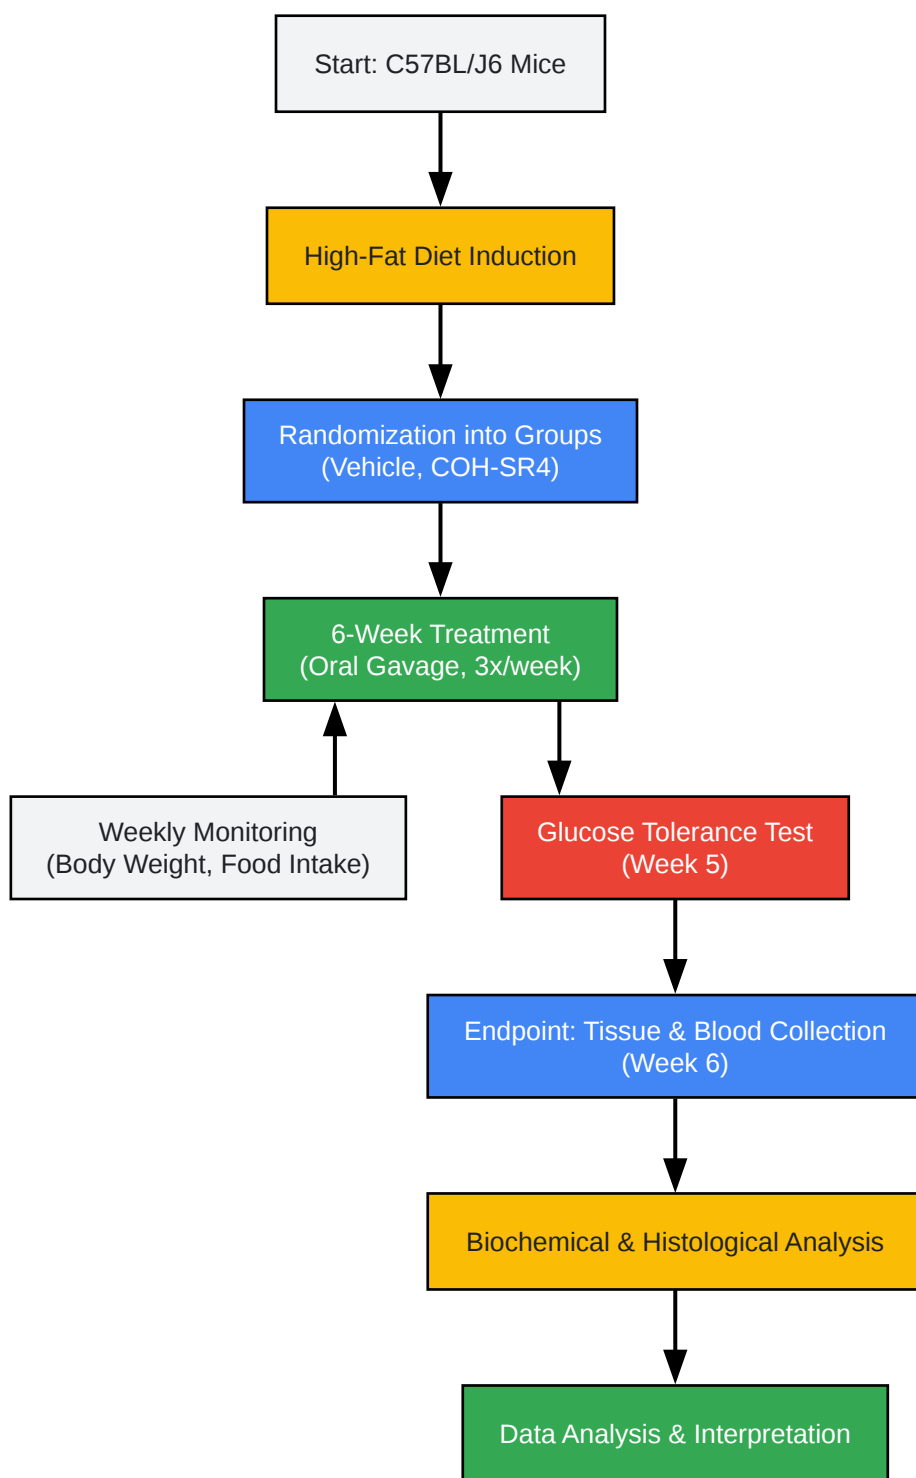 Start: C57BL/J6 Mice
High-Fat Diet Induction
Randomization into Groups
(Vehicle, COH-SR4)
6-Week Treatment
(Oral Gavage, 3x/week)
Weekly Monitoring
(Body Weight, Food Intake)
Glucose Tolerance Test
(Week 5)
Endpoint: Tissue & Blood Collection
(Week 6)
Biochemical & Histological Analysis
Data Analysis & Interpretation